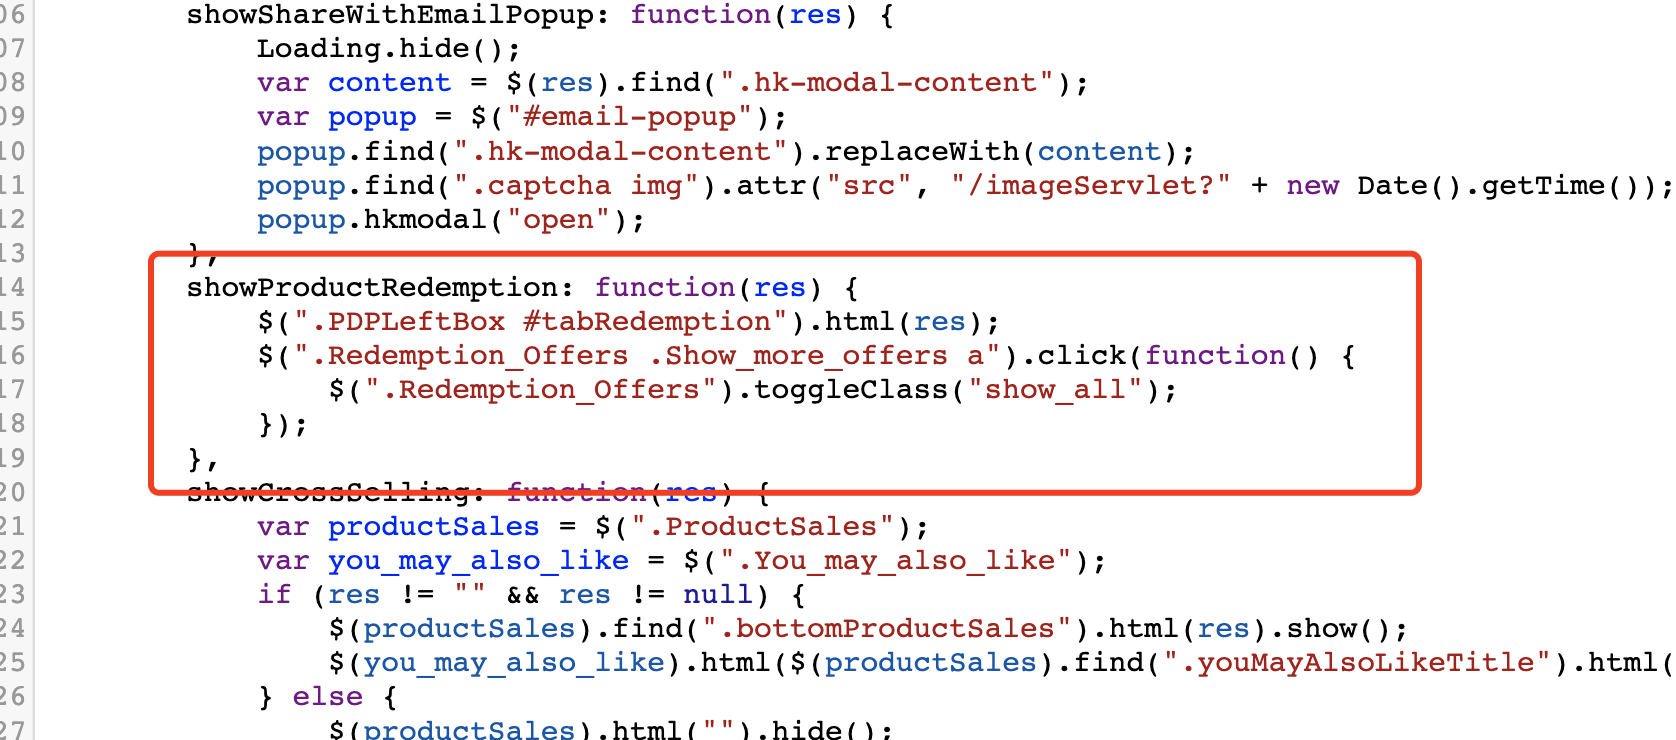 06 showShareWithEmailPopup: function(res) {
07 Loading.hide();
08 var content = $(res).find(".hk-modal-content");
09 var popup = $("#email-popup");
10 popup.find(".hk-modal-content").replaceWith(content);
11 popup.find(".captcha img").attr("src", "/imageServlet?" + new Date().getTime());
12 popup.hkmodal("open");
13 },
14 showProductRedemption: function(res) {
15 $(".PDPLeftBox #tabRedemption").html(res);
16 $(".Redemption_Offers .Show_more_offers a").click(function() {
17 $(".Redemption_Offers").toggleClass("show_all");
18 });
19 },
20 showCrossSelling: function(res) {
21 var productSales = $(".ProductSales");
22 var you_may_also_like = $(".You_may_also_like");
23 if (res != "" && res != null) {
24 $(productSales).find(".bottomProductSales").html(res).show();
25 $(you_may_also_like).html($(productSales).find(".youMayAlsoLikeTitle").html(
26 } else {
27 $(productSales).html("").hide();